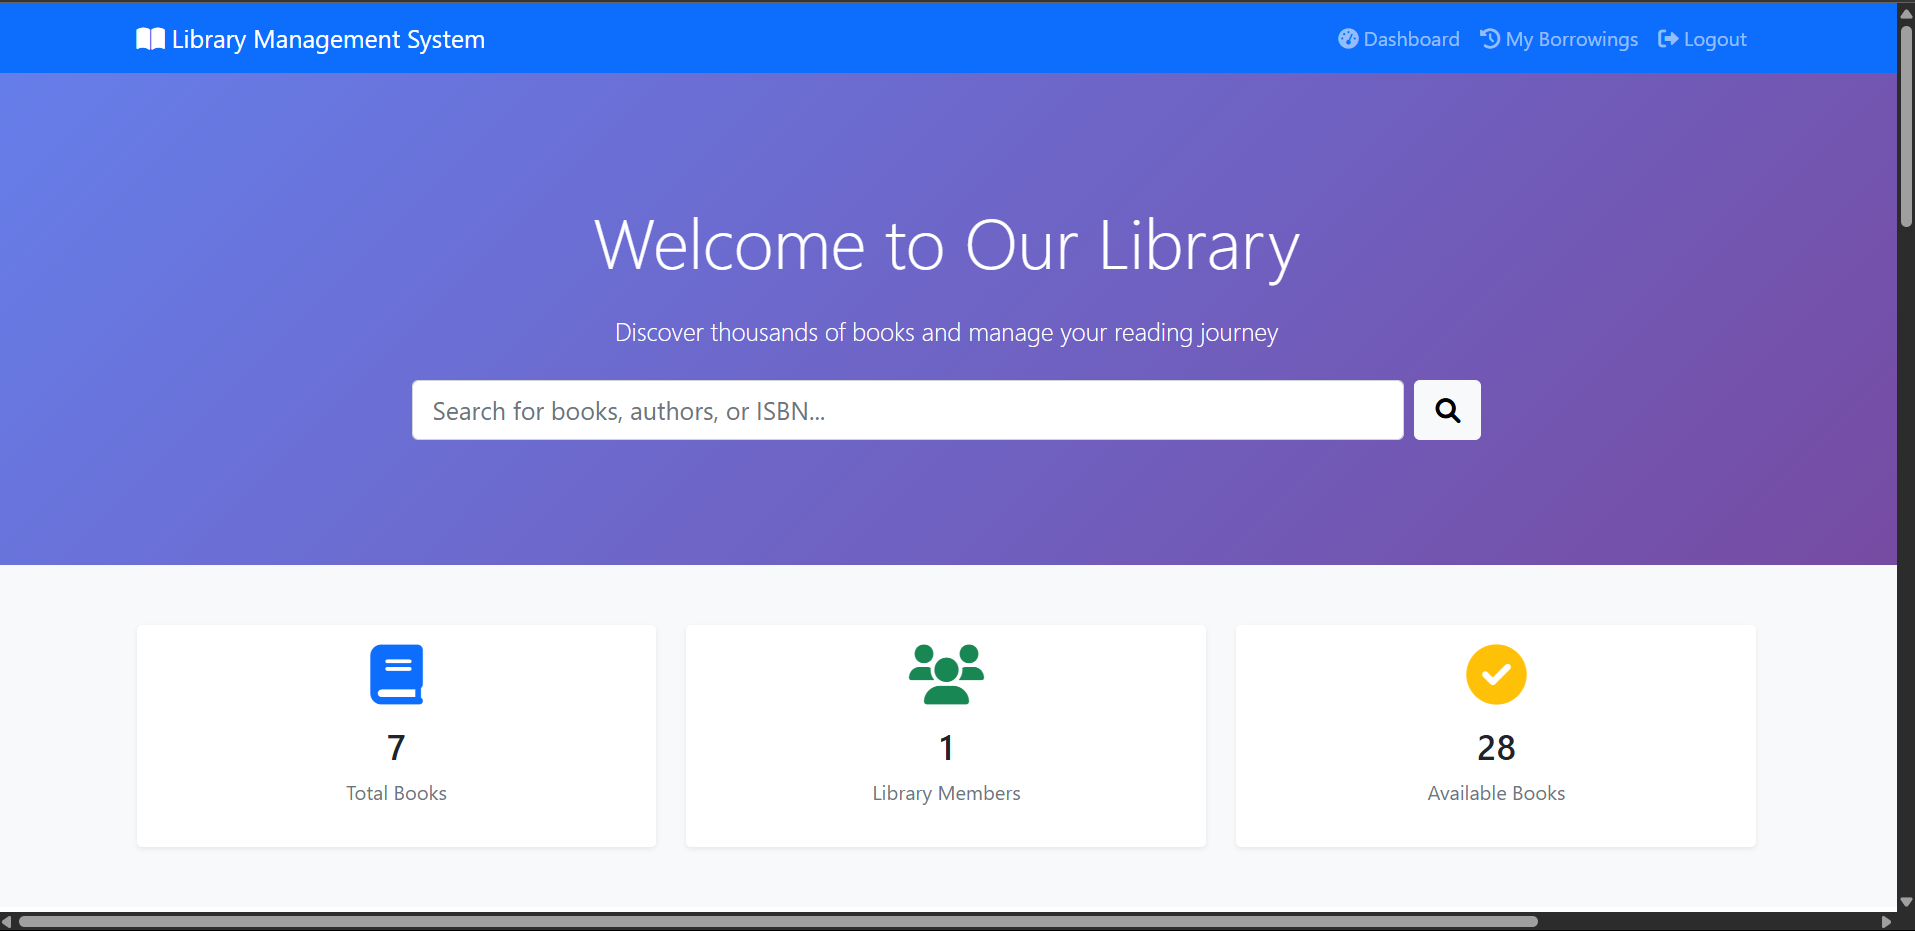 Library Management System
Dashboard
My Borrowings
Logout
Welcome to Our Library
Discover thousands of books and manage your reading journey
Search for books, authors, or ISBN...
7
Total Books
1
Library Members
28
Available Books